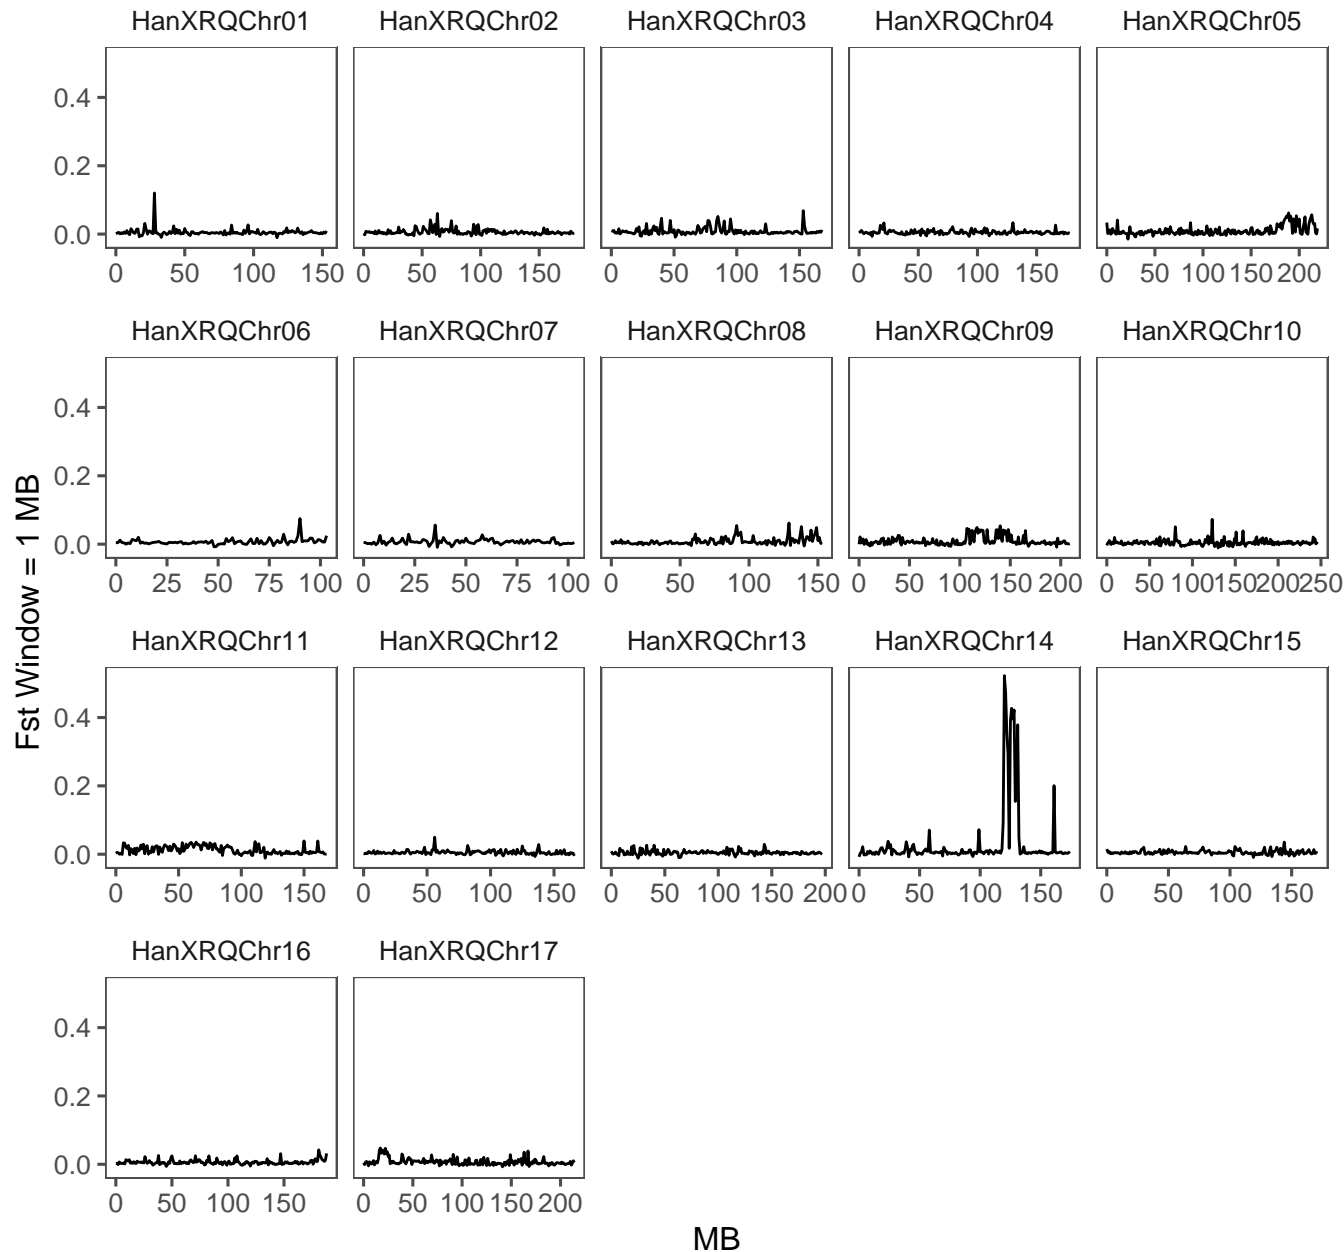 HanXRQChr01 HanXRQChr02 HanXRQChr03 HanXRQChr04 HanXRQChr05
0.4
0.2
0.0
0 50 100 150 0 50 100 150 0 50 100 150 0 50 100 150 0 50 100 150 200
HanXRQChr06 HanXRQChr07 HanXRQChr08 HanXRQChr09 HanXRQChr10
0.4
0.2
0.0
0 25 50 75 100 0 25 50 75 100 0 50 100 150 0 50 100 150 200 0 50 100 150 200 250
Fst Window = 1 MB
HanXRQChr11 HanXRQChr12 HanXRQChr13 HanXRQChr14 HanXRQChr15
0.4
0.2
0.0
0 50 100 150 0 50 100 150 0 50 100 150 200 0 50 100 150 0 50 100 150
HanXRQChr16 HanXRQChr17
0.4
0.2
0.0
0 50 100 150 0 50 100 150 200
MB